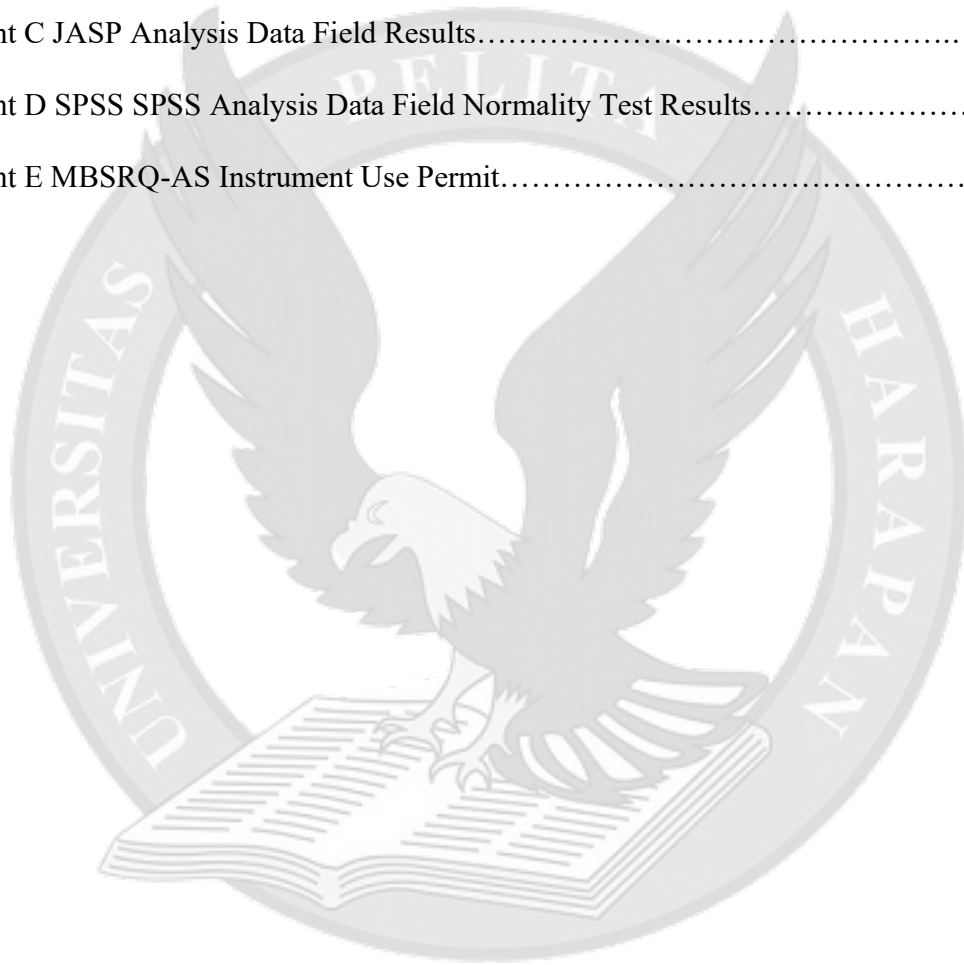 nt C JASP Analysis Data Field Results…………………………………………..
nt D SPSS SPSS Analysis Data Field Normality Test Results…………………
nt E MBSRQ-AS Instrument Use Permit…………………………………………
UNIVERSITAS PELITA HARAPAN